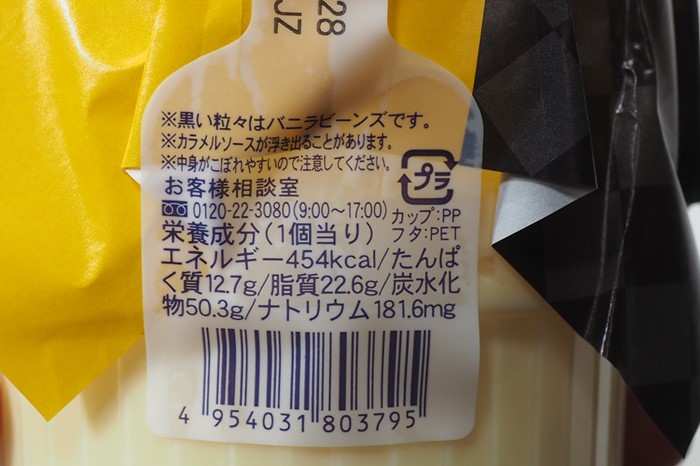 28
JZ
※黒い粒々はバニラビーンズです。
※カラメルソースが浮き出ることがあります。
※中身がこぼれやすいので注意してください。
プラ
お客様相談室
0120-22-3080(9:00〜17:00)
カップ:PP
フタ:PET
栄養成分(1個当り)
エネルギー454kcal/たんぱ
く質12.7g/脂質22.6g/炭水化
物50.3g/ナトリウム181.6mg
4 954031 803795